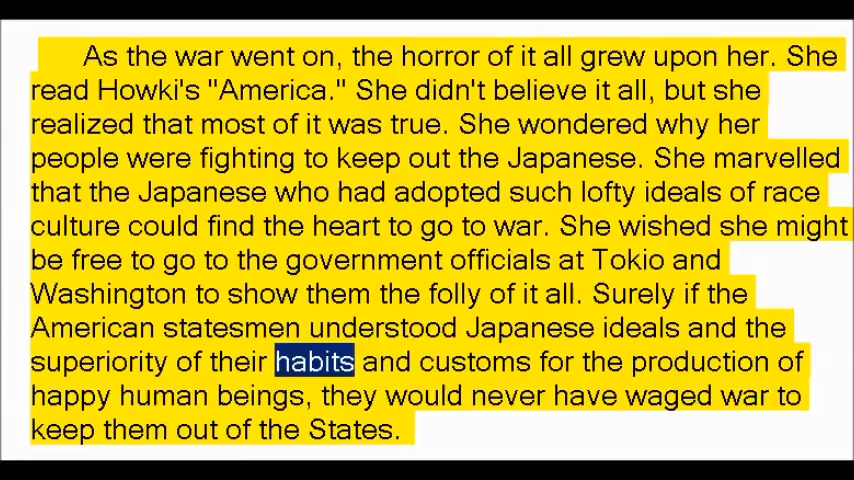 As the war went on, the horror of it all grew upon her. She
read Howki's "America." She didn't believe it all, but she
realized that most of it was true. She wondered why her
people were fighting to keep out the Japanese. She marvelled
that the Japanese who had adopted such lofty ideals of race
culture could find the heart to go to war. She wished she might
be free to go to the government officials at Tokio and
Washington to show them the folly of it all. Surely if the
American statesmen understood Japanese ideals and the
superiority of their habits and customs for the production of
happy human beings, they would never have waged war to
keep them out of the States.